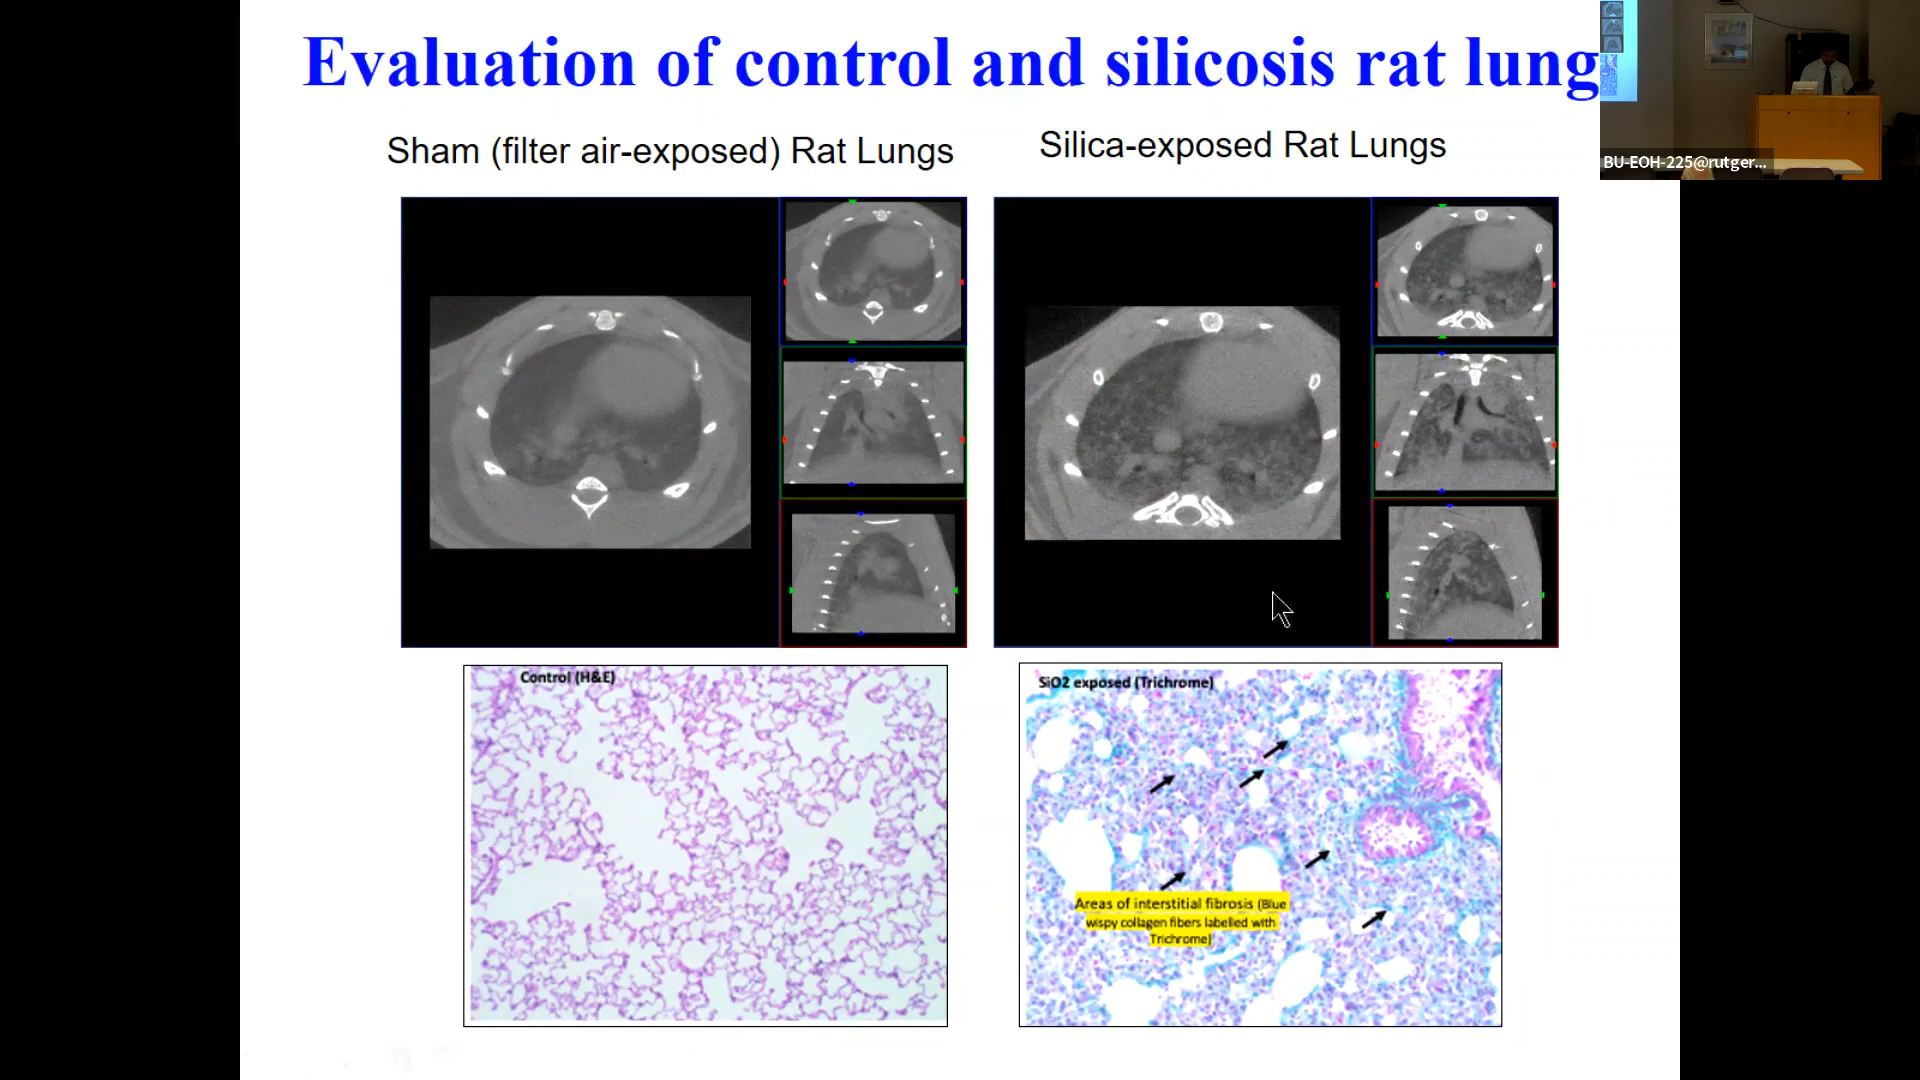 Evaluation of control and silicosis rat lung
Sham (filter air-exposed) Rat Lungs
Silica-exposed Rat Lungs
BU-EOH-225@rutger...
Control (H&E)
SiO2 exposed (Trichrome)
Areas of interstitial fibrosis (Blue
wispy collagen fibers labelled with
Trichrome)